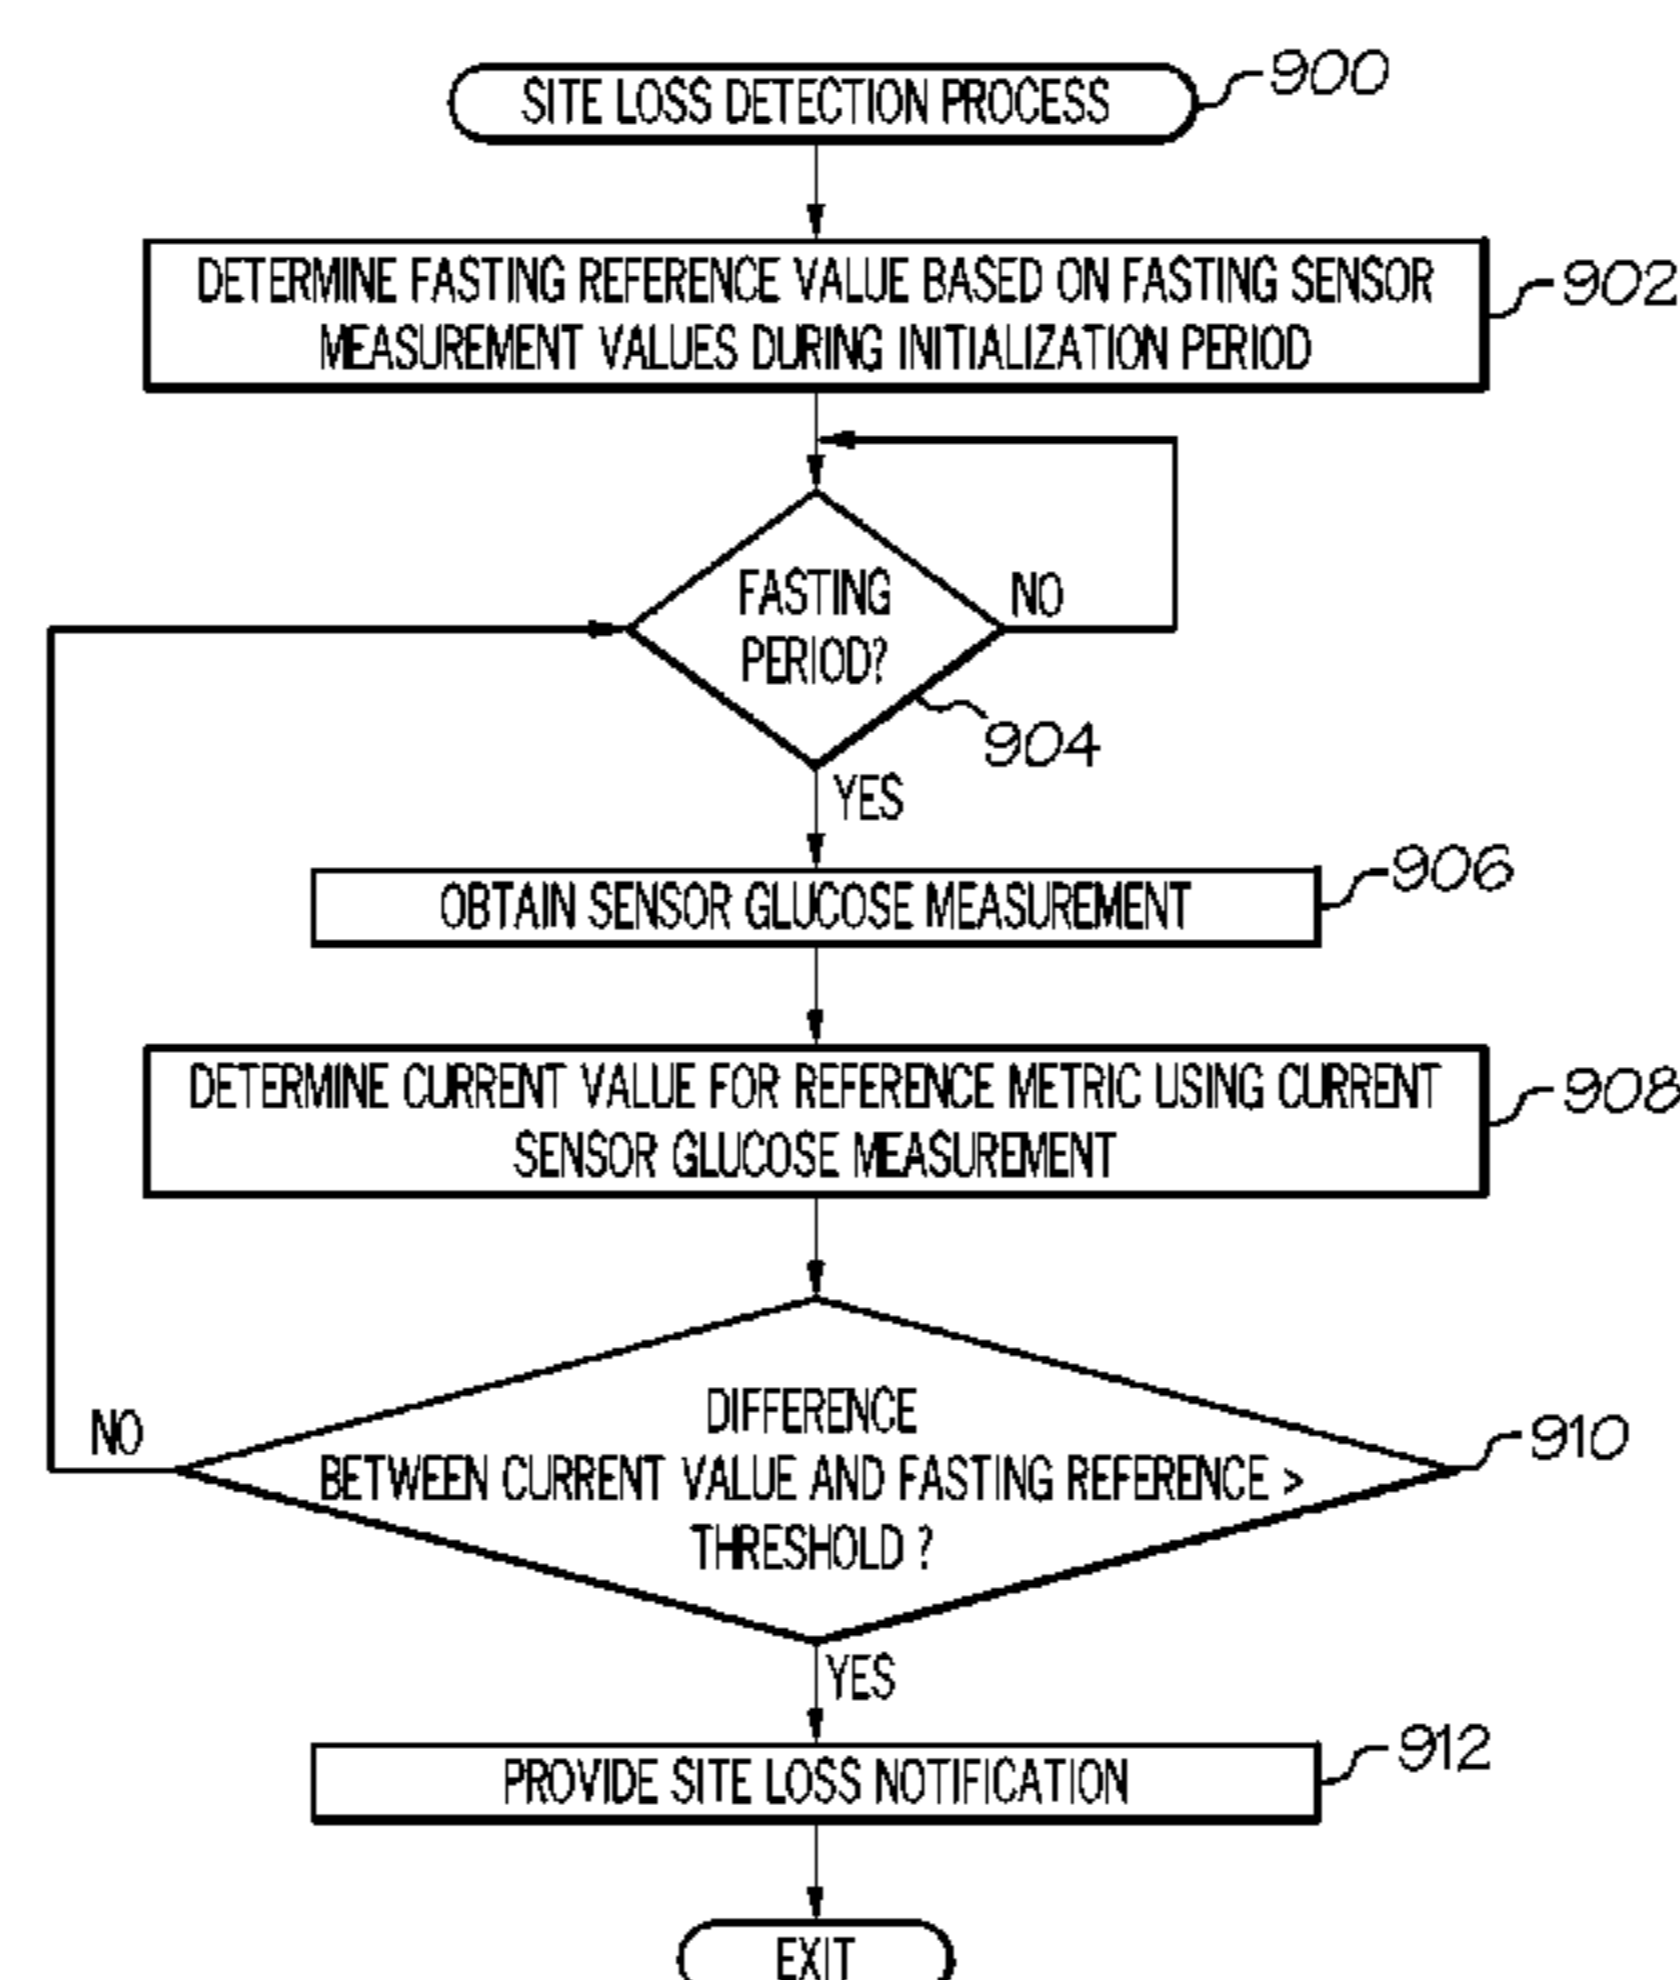 SITE LOSS DETECTION PROCESS
900
DETERMINE FASTING REFERENCE VALUE BASED ON FASTING SENSOR
MEASUREMENT VALUES DURING INITIALIZATION PERIOD
902
FASTING
PERIOD?
NO
904
YES
OBTAIN SENSOR GLUCOSE MEASUREMENT
906
DETERMINE CURRENT VALUE FOR REFERENCE METRIC USING CURRENT
SENSOR GLUCOSE MEASUREMENT
908
DIFFERENCE
BETWEEN CURRENT VALUE AND FASTING REFERENCE >
THRESHOLD ?
NO
910
YES
PROVIDE SITE LOSS NOTIFICATION
912
EXIT